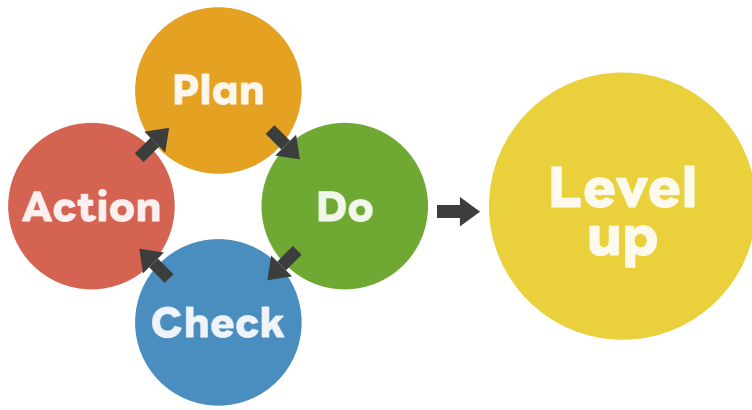 Plan
Action
Do
Check
Level
up